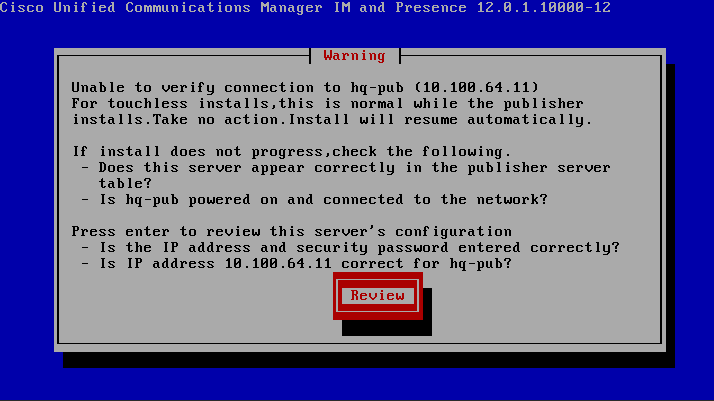 Cisco Unified Communications Manager IM and Presence 12.0.1.10000-12
Warning
Unable to verify connection to hq-pub (10.100.64.11)
For touchless installs,this is normal while the publisher
installs.Take no action.Install will resume automatically.
If install does not progress,check the following.
- Does this server appear correctly in the publisher server
table?
- Is hq-pub powered on and connected to the network?
Press enter to review this server's configuration
- Is the IP address and security password entered correctly?
- Is IP address 10.100.64.11 correct for hq-pub?
Review